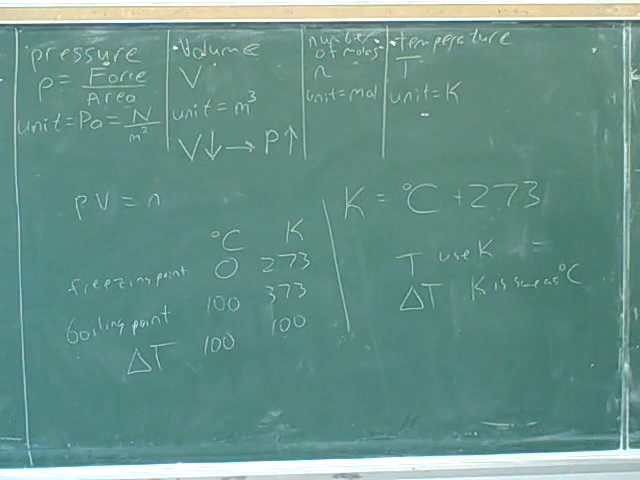 pressure
P = Force
Area
unit = Pa = N
m²
Volume
V
unit = m³
V↓ → P↑
number
of moles
n
unit = mol
temperature
T
unit = K
PV = n
°C K
freezing point 0 273
boiling point 100 373
ΔT 100 100
K = °C + 273
T use K =
ΔT K is same as °C